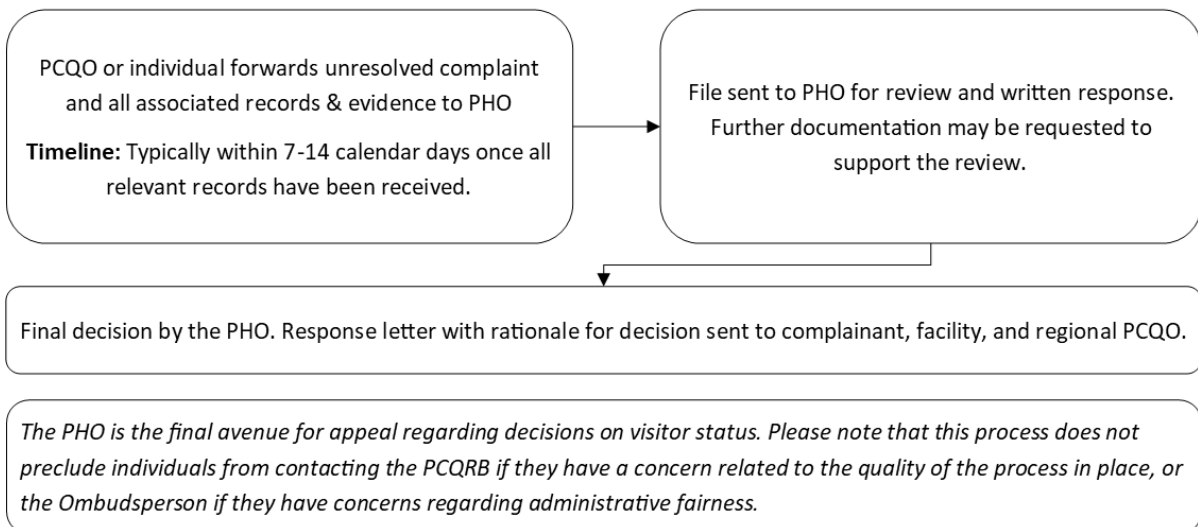 PCQO or individual forwards unresolved complaint
and all associated records & evidence to PHO
Timeline: Typically within 7-14 calendar days once all
relevant records have been received.
File sent to PHO for review and written response.
Further documentation may be requested to
support the review.
Final decision by the PHO. Response letter with rationale for decision sent to complainant, facility, and regional PCQO.
The PHO is the final avenue for appeal regarding decisions on visitor status. Please note that this process does not
preclude individuals from contacting the PCQRB if they have a concern related to the quality of the process in place, or
the Ombudsperson if they have concerns regarding administrative fairness.